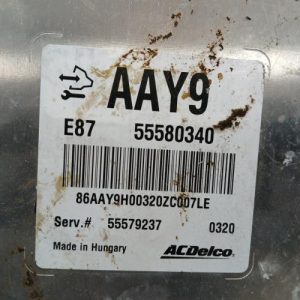 AAY9
E87 55580340
86AAY9H00320ZC007LE
Serv.# 55579237 0320
Made in Hungary ACDelco